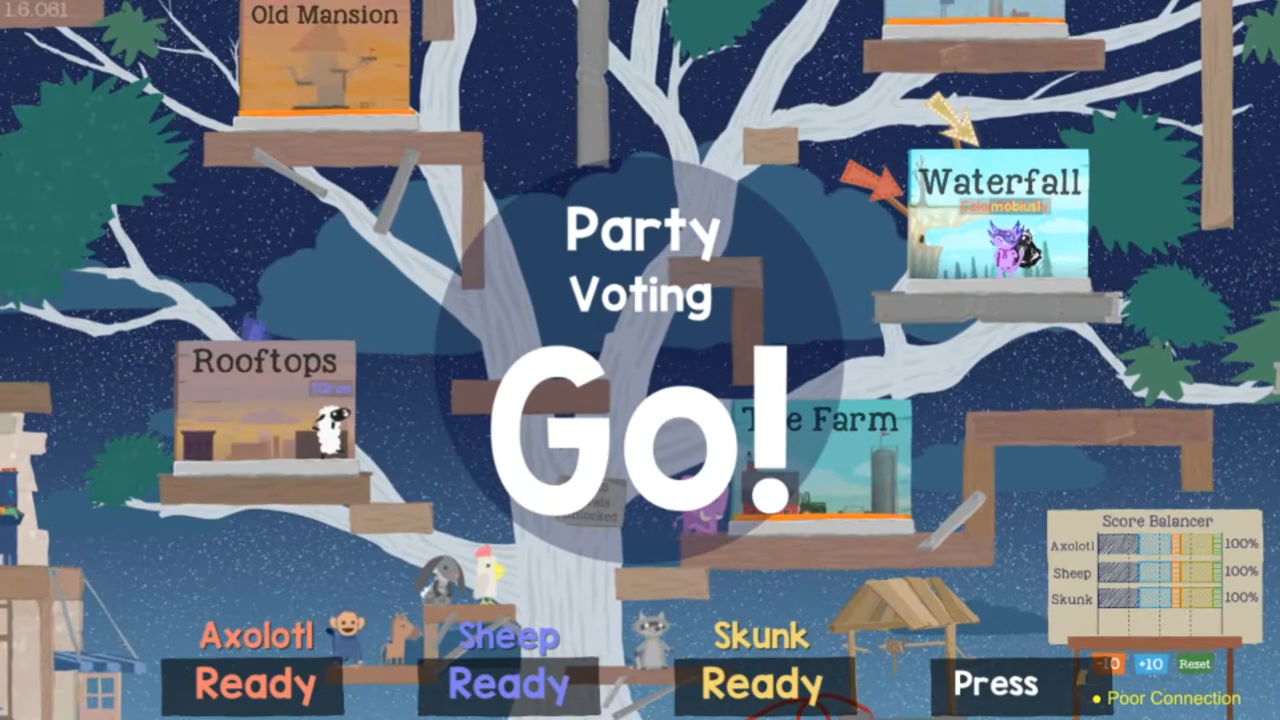 1.6.061
Old Mansion
Waterfall
Party
Voting
Go!
Rooftops
The Farm
Score Balancer
Axolotl 100%
Sheep 100%
Skunk 100%
Axolotl
Sheep
Skunk
Ready
Ready
Ready
Press
-10
+10
Reset
Poor Connection